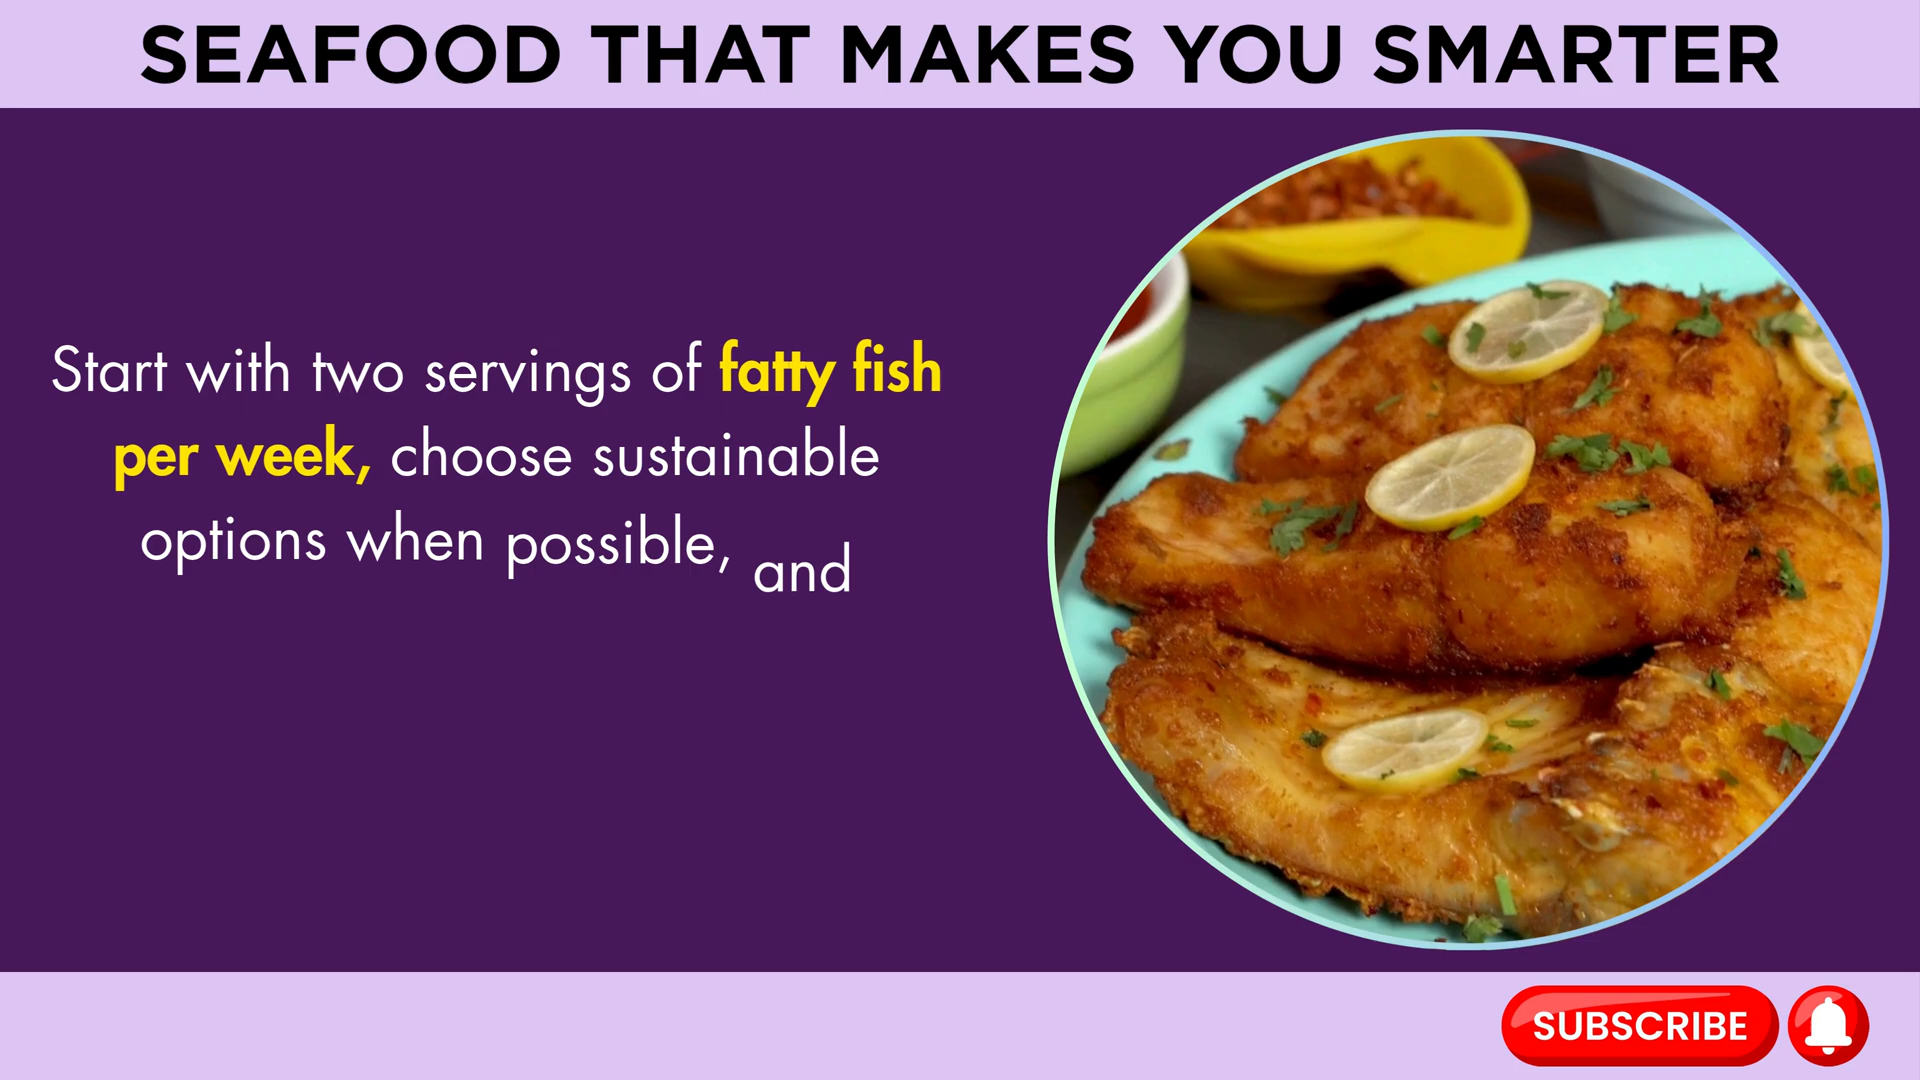 SEAFOOD THAT MAKES YOU SMARTER
Start with two servings of fatty fish
per week, choose sustainable
options when possible, and
SUBSCRIBE